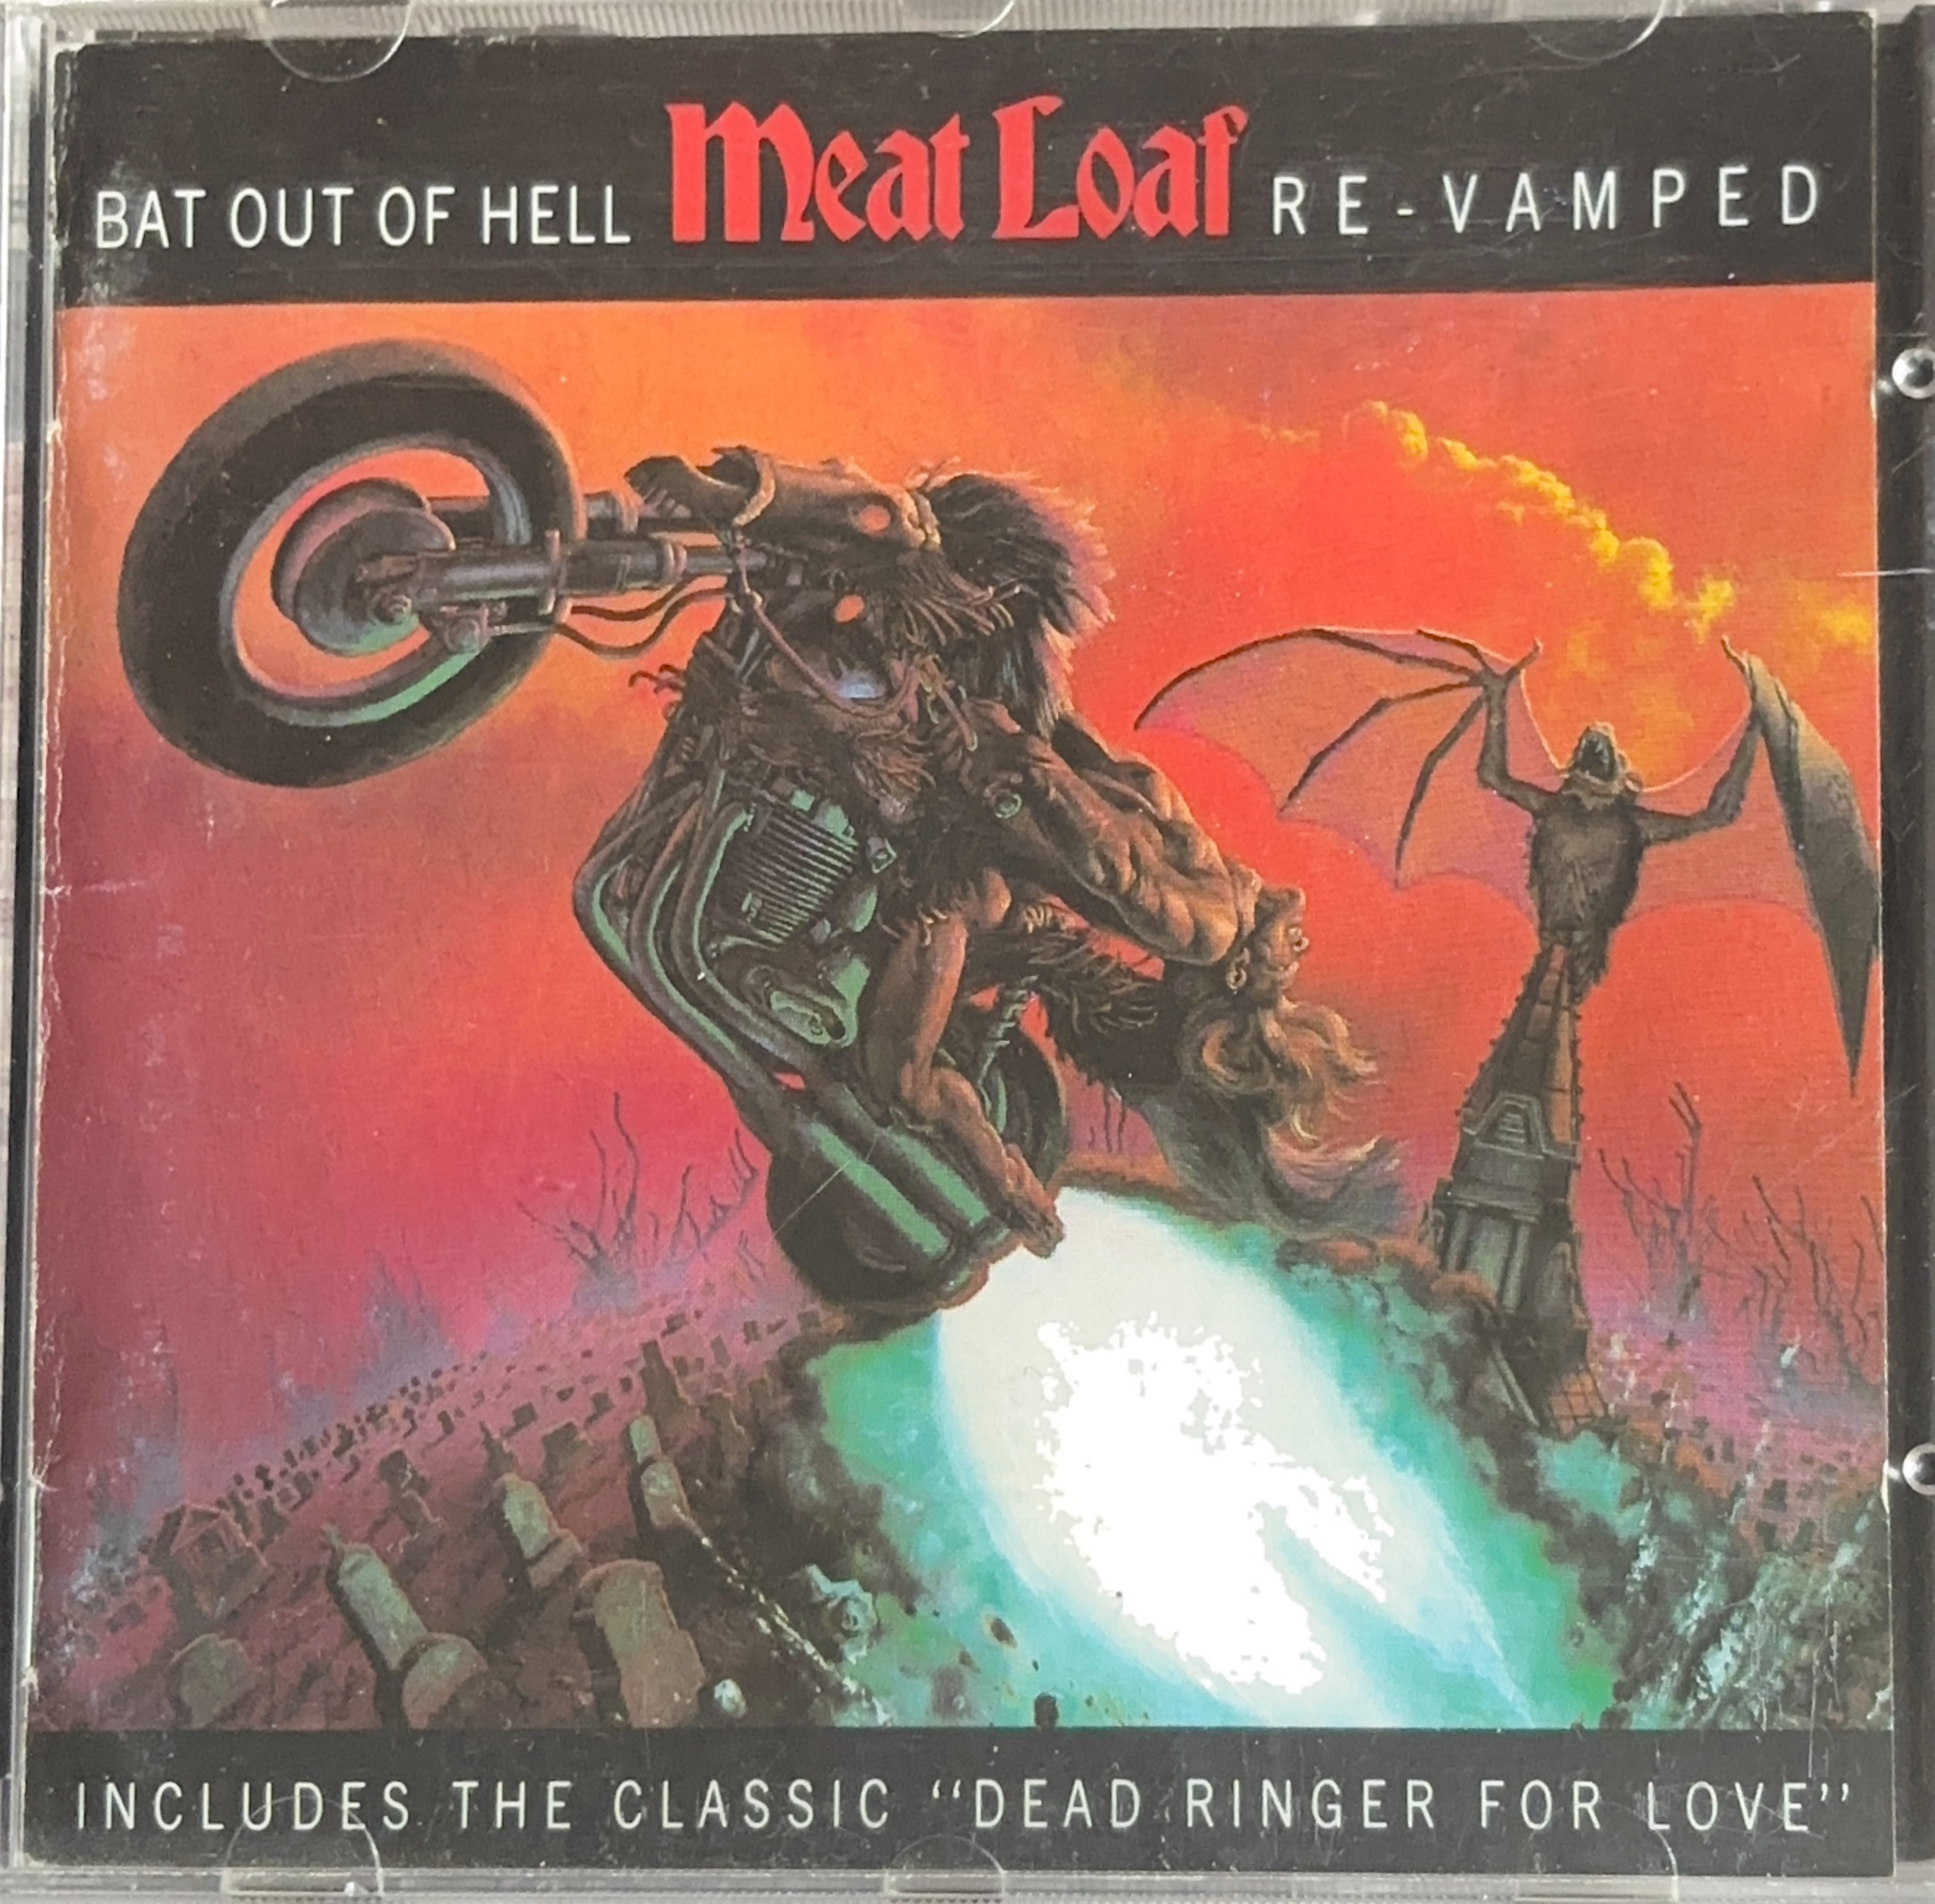 BAT OUT OF HELL Meat Loaf RE-VAMPED
INCLUDES THE CLASSIC “DEAD RINGER FOR LOVE”